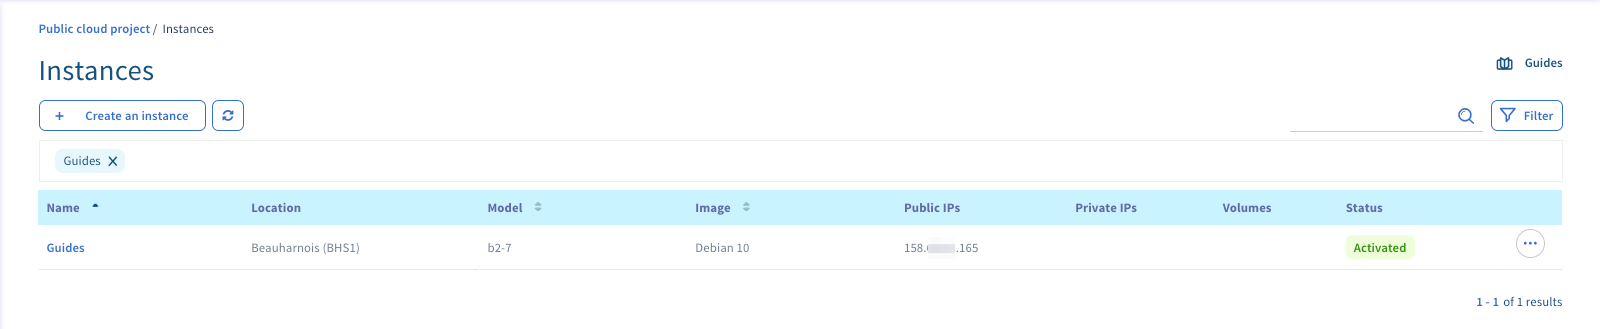 Public cloud project / Instances
Instances
Guides
+ Create an instance
Filter
Guides X
Name Location Model Image Public IPs Private IPs Volumes Status
Guides Beauharnois (BHS1) b2-7 Debian 10 158. .165 Activated ...
1 - 1 of 1 results